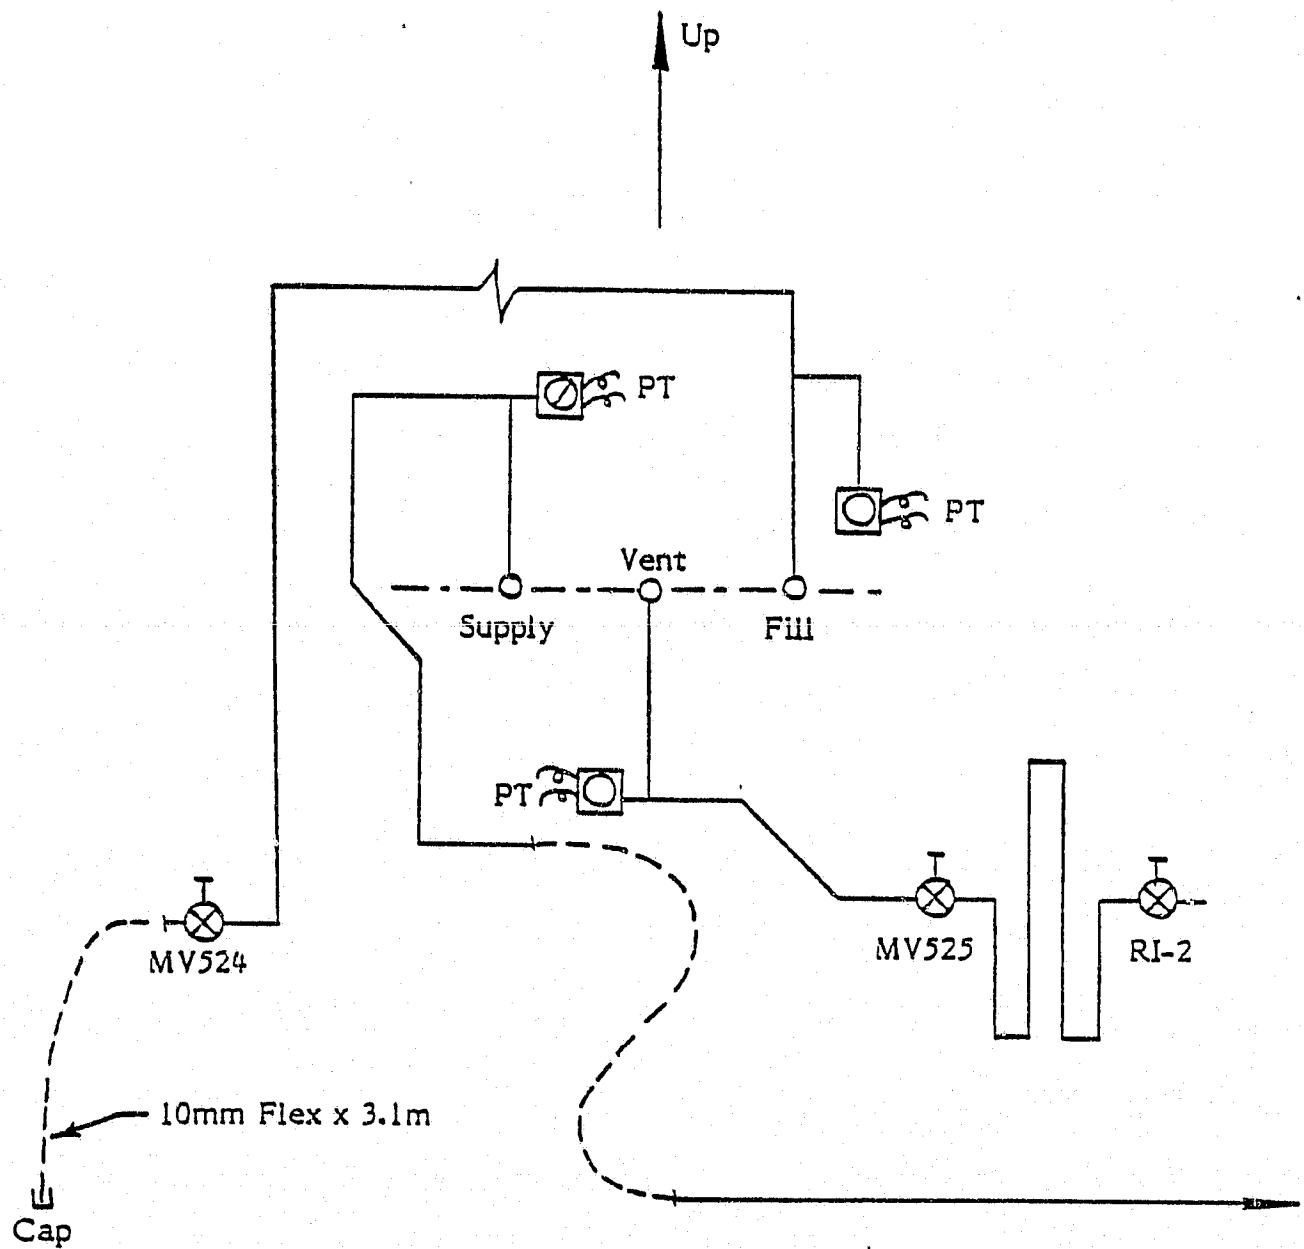 Up
PT
PT
Vent
Supply
Fill
PT
MV524
MV525
RI-2
10mm Flex x 3.1m
Cap